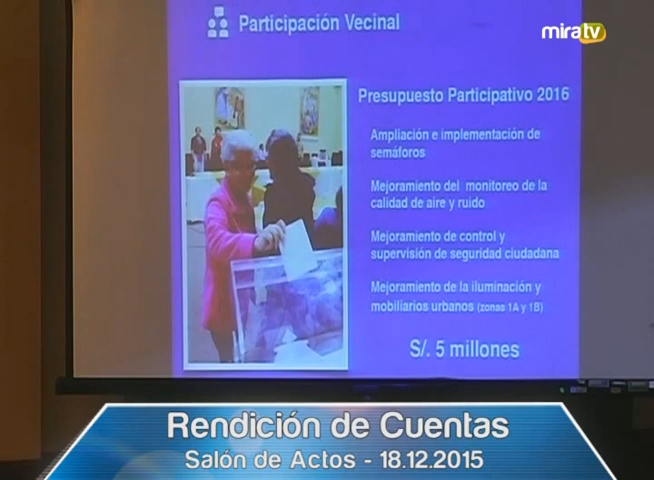 Participación Vecinal
miratv
Presupuesto Participativo 2016
Ampliación e implementación de
semáforos
Mejoramiento del monitoreo de la
calidad de aire y ruido
Mejoramiento de control y
supervisión de seguridad ciudadana
Mejoramiento de la iluminación y
mobiliarios urbanos (zonas 1A y 1B)
S/. 5 millones
Rendición de Cuentas
Salón de Actos - 18.12.2015